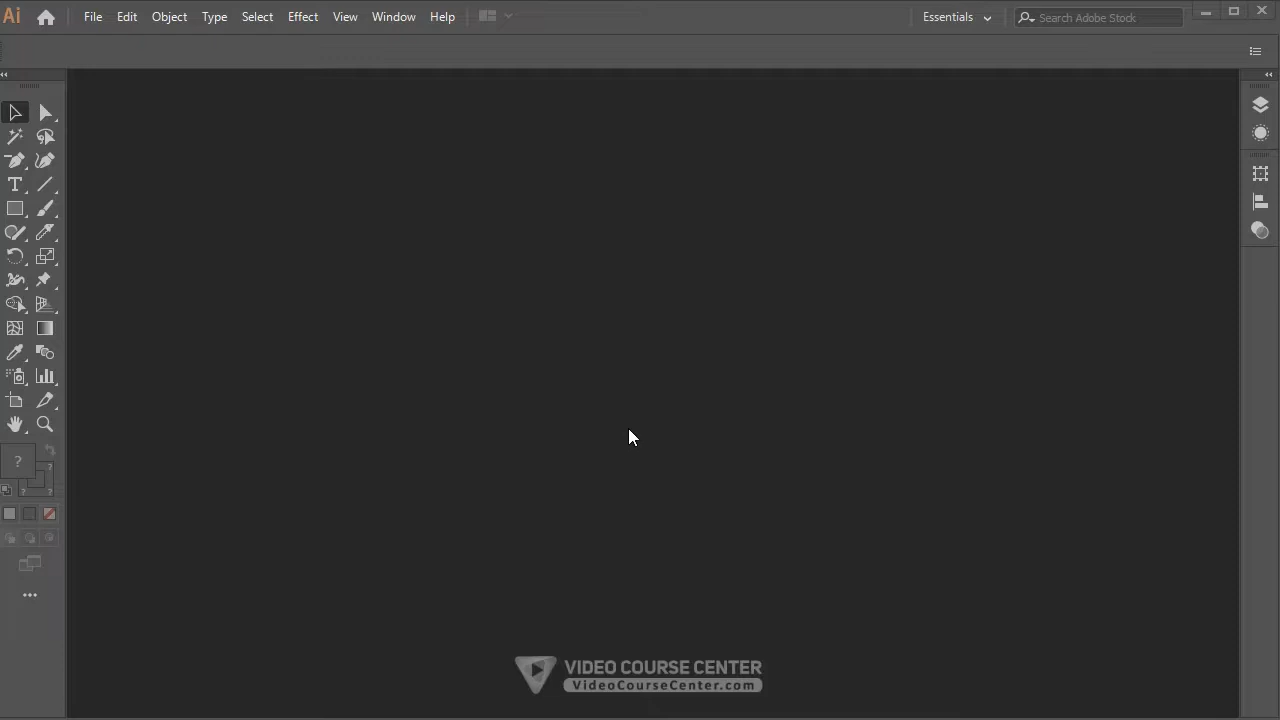 Ai File Edit Object Type Select Effect View Window Help Essentials Search Adobe Stock
T
?
?
? ?
VIDEO COURSE CENTER
VideoCourseCenter.com